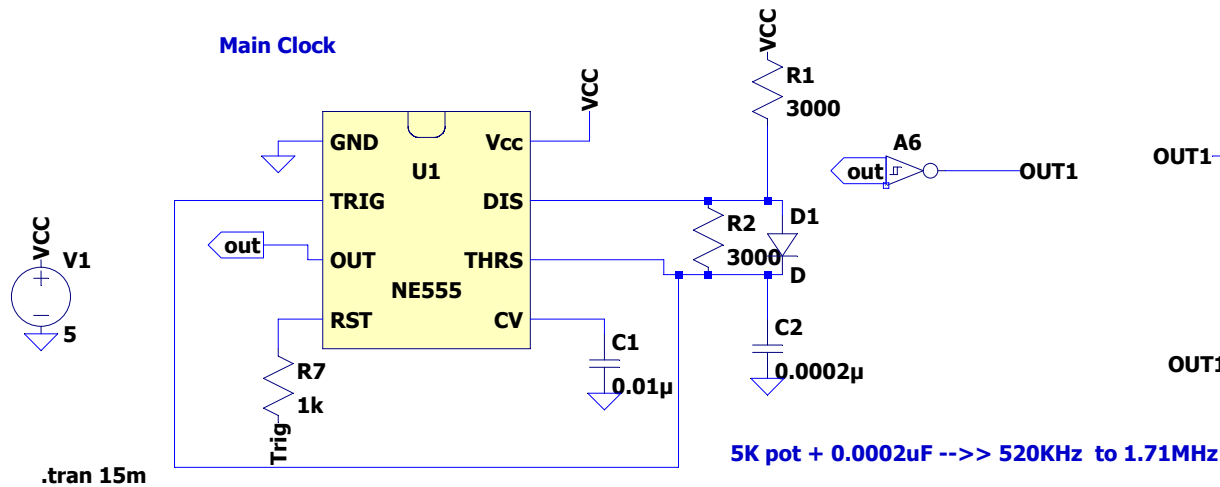 Main Clock
VCC
R1
3000
VCC
GND
Vcc
U1
A6
out
OUT1
OUT1
TRIG
DIS
R2
3000
D1
D
VCC
V1
5
out
OUT
THRS
NE555
RST
CV
R7
1k
Trig
C1
0.01µ
C2
0.0002µ
OUT1
5K pot + 0.0002uF -->> 520KHz to 1.71MHz
.tran 15m